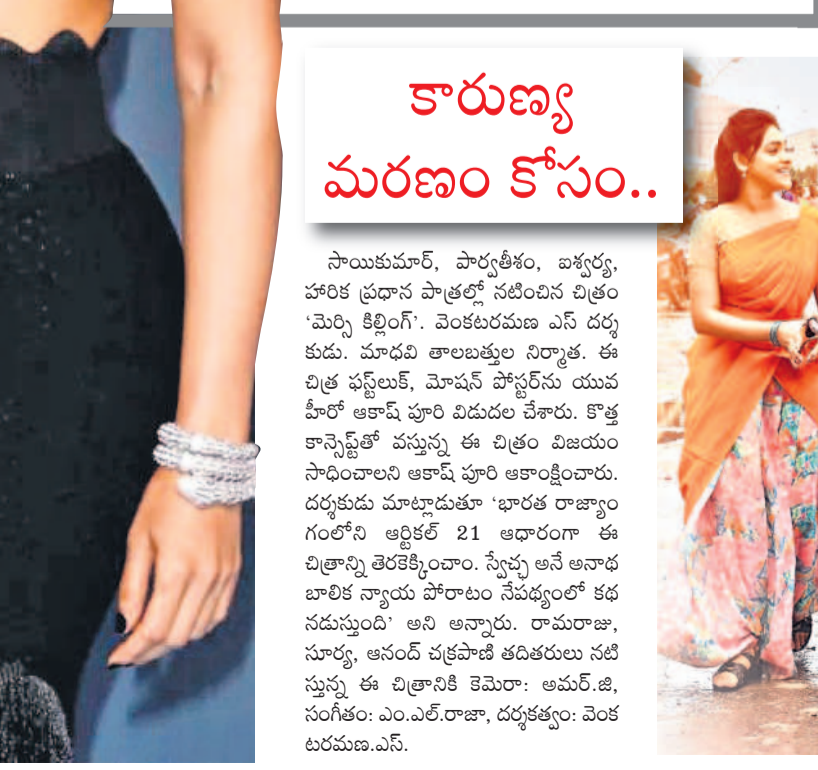 కారుణ్య
మరణం కోసం..
సాయికుమార్, పార్వతీశం, ఐశ్వర్య,
హారిక ప్రధాన పాత్రల్లో నటించిన చిత్రం
‘మెర్సి కిల్లింగ్’. వెంకటరమణ ఎస్ దర్శ
కుడు. మాధవి తాలబత్తుల నిర్మాత. ఈ
చిత్ర ఫస్ట్‌లుక్, మోషన్ పోస్టర్‌ను యువ
హీరో ఆకాష్ పూరి విడుదల చేశారు. కొత్త
కాన్సెప్ట్‌తో వస్తున్న ఈ చిత్రం విజయం
సాధించాలని ఆకాష్ పూరి ఆకాంక్షించారు.
దర్శకుడు మాట్లాడుతూ ‘భారత రాజ్యాం
గంలోని ఆర్టికల్ 21 ఆధారంగా ఈ
చిత్రాన్ని తెరకెక్కించాం. స్వేచ్ఛ అనే అనాథ
బాలిక న్యాయ పోరాటం నేపథ్యంలో కథ
నడుస్తుంది’ అని అన్నారు. రామరాజు,
సూర్య, ఆనంద్ చక్రపాణి తదితరులు నటి
స్తున్న ఈ చిత్రానికి కెమెరా: అమర్.జి,
సంగీతం: ఎం.ఎల్.రాజా, దర్శకత్వం: వెంక
టరమణ.ఎస్.